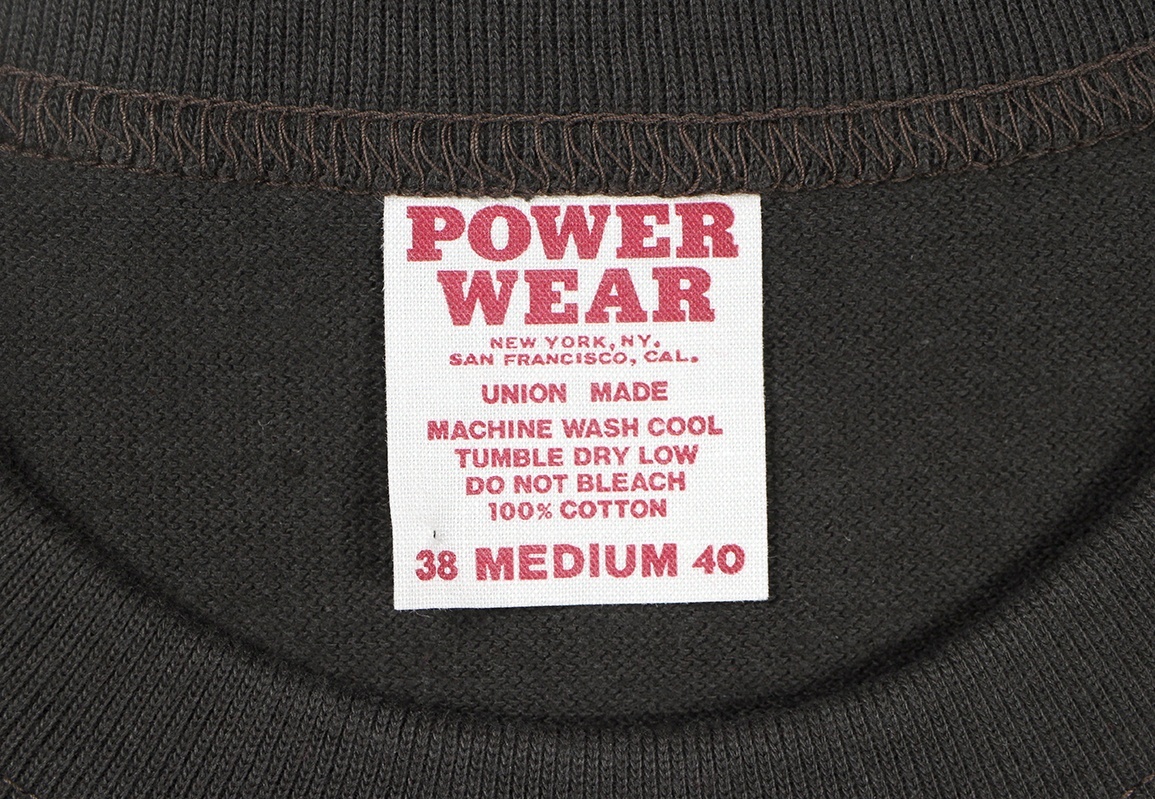 POWER
WEAR
NEW YORK, NY.
SAN FRANCISCO, CAL.
UNION MADE
MACHINE WASH COOL
TUMBLE DRY LOW
DO NOT BLEACH
100% COTTON
38 MEDIUM 40